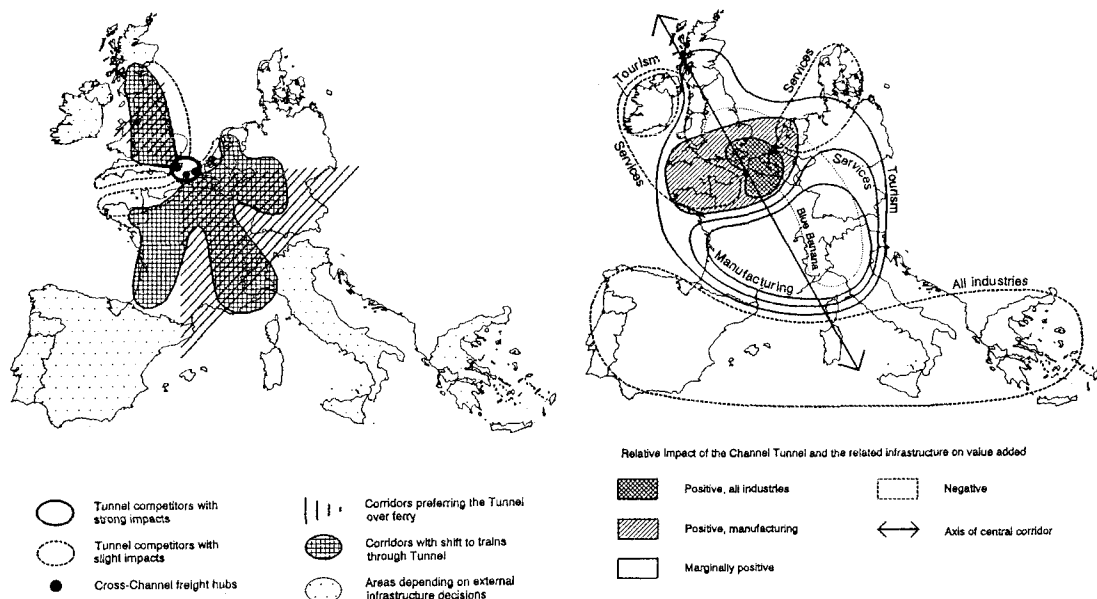 Tunnel competitors with
strong impacts
Tunnel competitors with
slight impacts
Cross-Channel freight hubs
Corridors preferring the Tunnel
over ferry
Corridors with shift to trains
through Tunnel
Areas depending on external
infrastructure decisions
Tourism
Services
Services
Services
Tourism
Blue Banana
Manufacturing
All industries
Relative Impact of the Channel Tunnel and the related infrastructure on value added
Positive, all industries
Negative
Positive, manufacturing
Axis of central corridor
Marginally positive